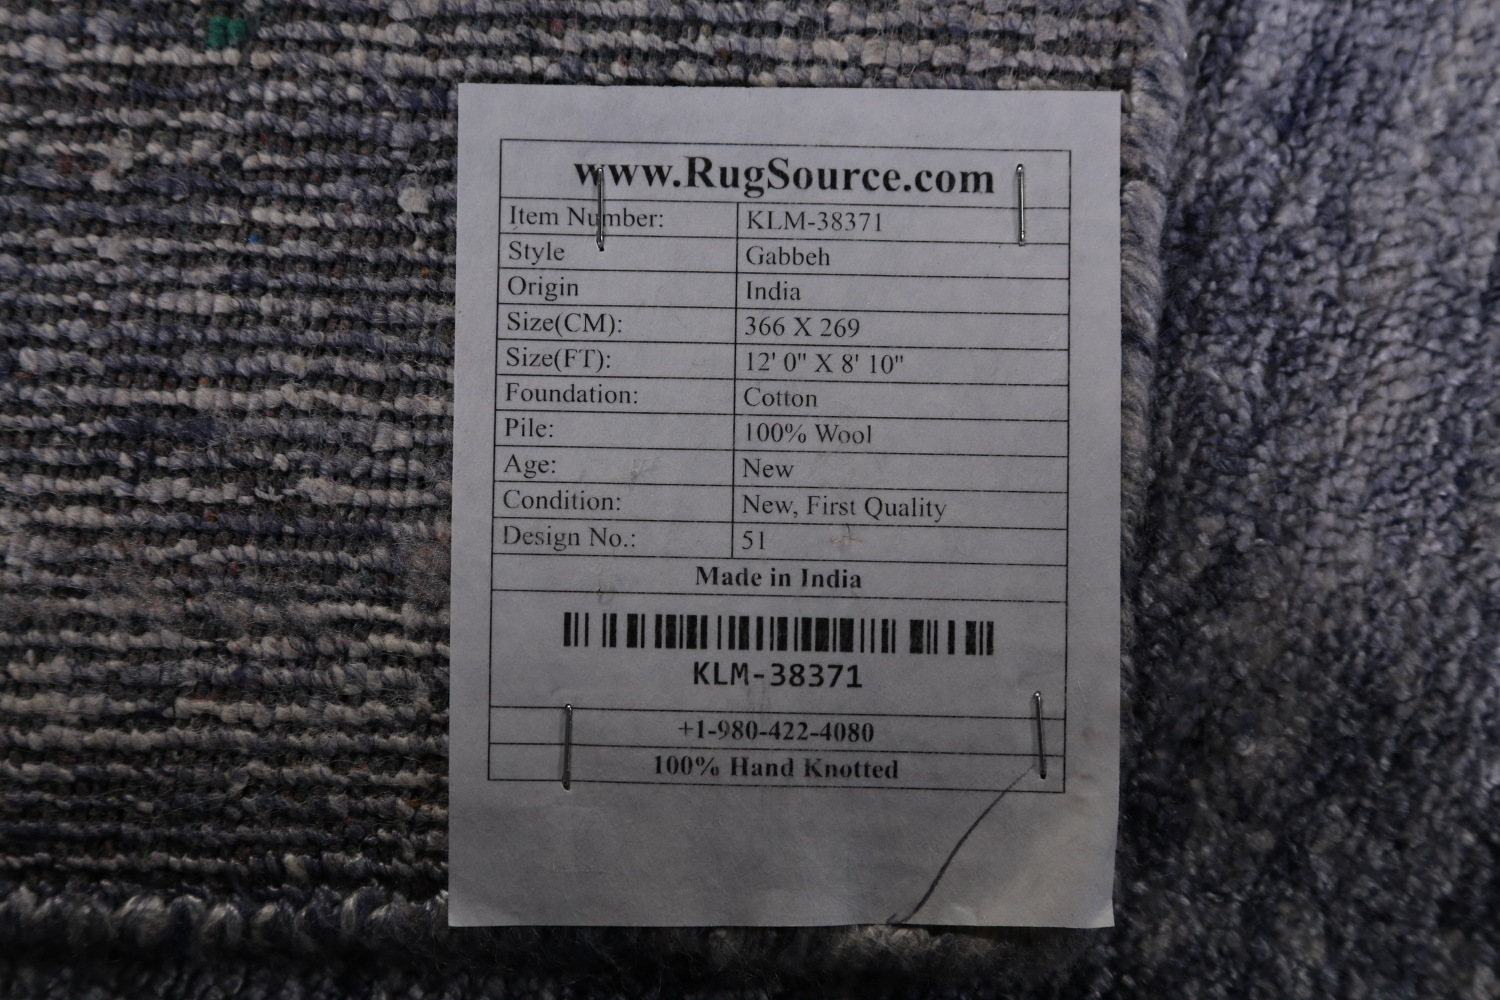 www.RugSource.com
Item Number: KLM-38371
Style Gabbeh
Origin India
Size(CM): 366 X 269
Size(FT): 12' 0" X 8' 10"
Foundation: Cotton
Pile: 100% Wool
Age: New
Condition: New, First Quality
Design No.: 51
Made in India
KLM-38371
+1-980-422-4080
100% Hand Knotted